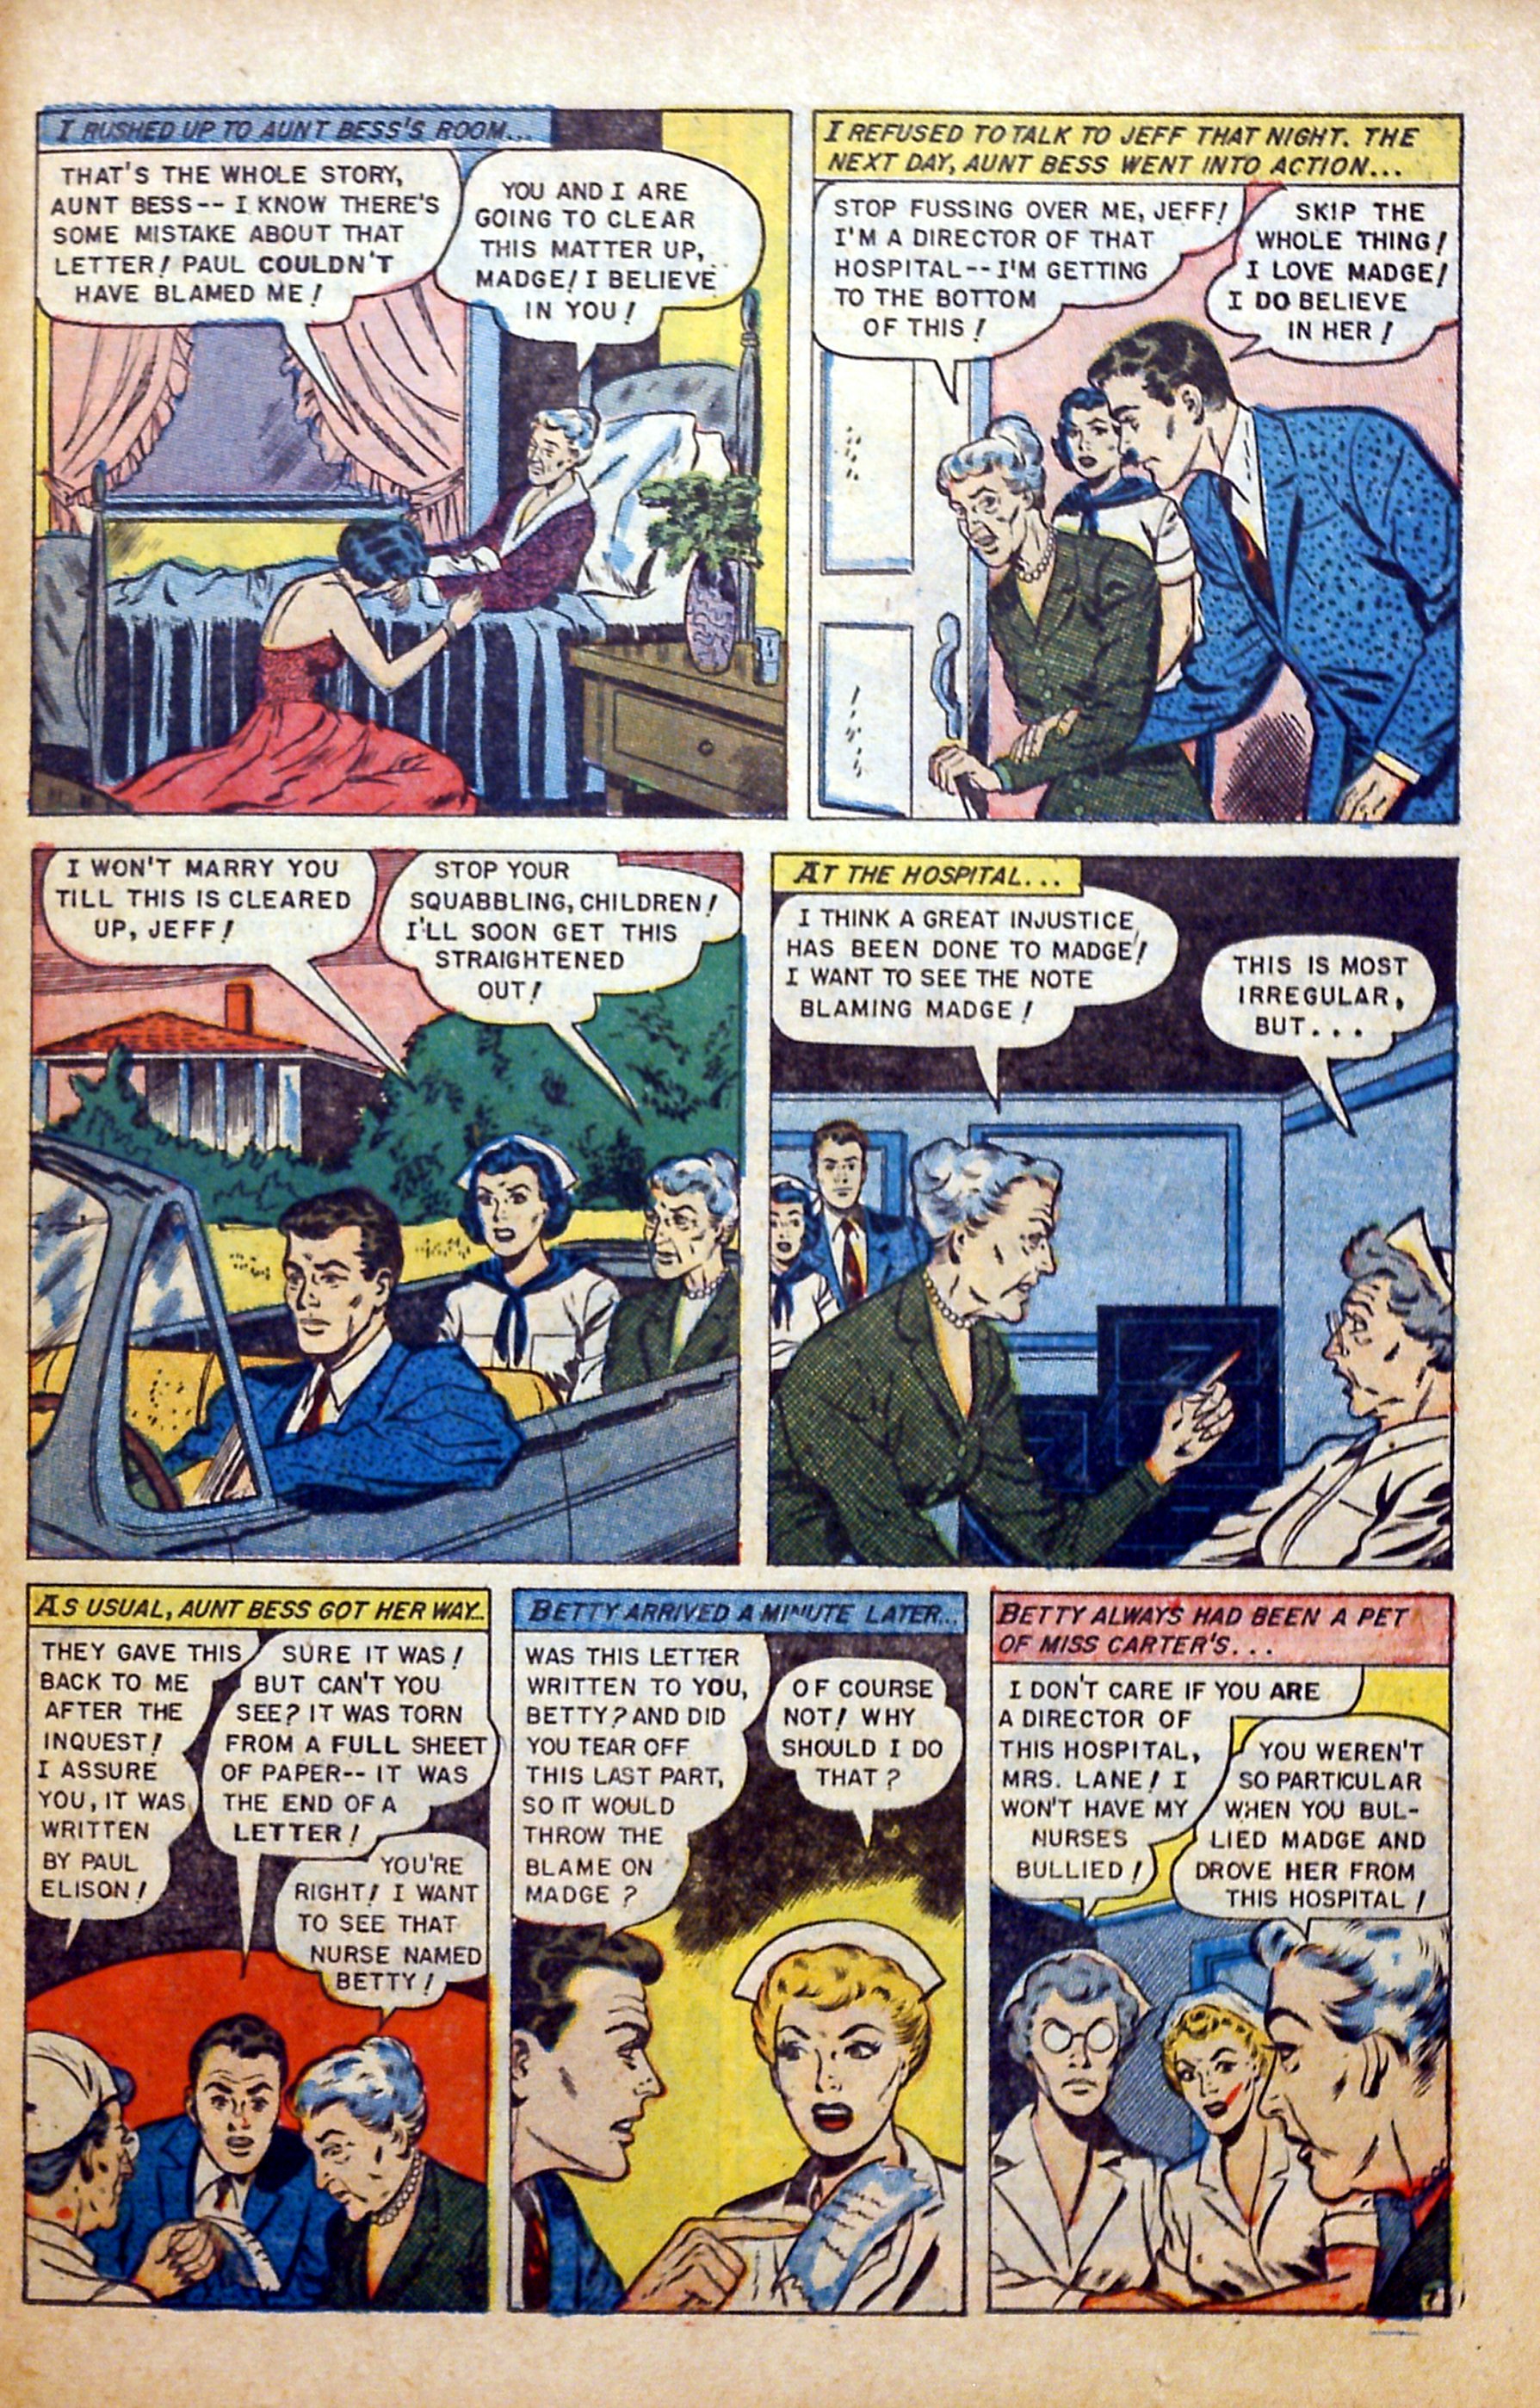 I RUSHED UP TO AUNT BESS'S ROOM...
THAT'S THE WHOLE STORY,
AUNT BESS-- I KNOW THERE'S
SOME MISTAKE ABOUT THAT
LETTER! PAUL COULDN'T
HAVE BLAMED ME!
YOU AND I ARE
GOING TO CLEAR
THIS MATTER UP,
MADGE! I BELIEVE
IN YOU!
I REFUSED TO TALK TO JEFF THAT NIGHT. THE
NEXT DAY, AUNT BESS WENT INTO ACTION...
STOP FUSSING OVER ME, JEFF!
I'M A DIRECTOR OF THAT
HOSPITAL-- I'M GETTING
TO THE BOTTOM
OF THIS!
SKIP THE
WHOLE THING!
I LOVE MADGE!
I DO BELIEVE
IN HER!
I WON'T MARRY YOU
TILL THIS IS CLEARED
UP, JEFF!
STOP YOUR
SQUABBLING, CHILDREN!
I'LL SOON GET THIS
STRAIGHTENED
OUT!
AT THE HOSPITAL...
I THINK A GREAT INJUSTICE
HAS BEEN DONE TO MADGE!
I WANT TO SEE THE NOTE
BLAMING MADGE!
THIS IS MOST
IRREGULAR,
BUT...
AS USUAL, AUNT BESS GOT HER WAY...
THEY GAVE THIS
BACK TO ME
AFTER THE
INQUEST!
I ASSURE
YOU, IT WAS
WRITTEN
BY PAUL
ELISON!
SURE IT WAS!
BUT CAN'T YOU
SEE? IT WAS TORN
FROM A FULL SHEET
OF PAPER-- IT WAS
THE END OF A
LETTER!
YOU'RE
RIGHT! I WANT
TO SEE THAT
NURSE NAMED
BETTY!
BETTY ARRIVED A MINUTE LATER...
WAS THIS LETTER
WRITTEN TO YOU,
BETTY? AND DID
YOU TEAR OFF
THIS LAST PART,
SO IT WOULD
THROW THE
BLAME ON
MADGE?
OF COURSE
NOT! WHY
SHOULD I DO
THAT?
BETTY ALWAYS HAD BEEN A PET
OF MISS CARTER'S...
I DON'T CARE IF YOU ARE
A DIRECTOR OF
THIS HOSPITAL,
MRS. LANE! I
WON'T HAVE MY
NURSES
BULLIED!
YOU WEREN'T
SO PARTICULAR
WHEN YOU BUL-
LIED MADGE AND
DROVE HER FROM
THIS HOSPITAL!